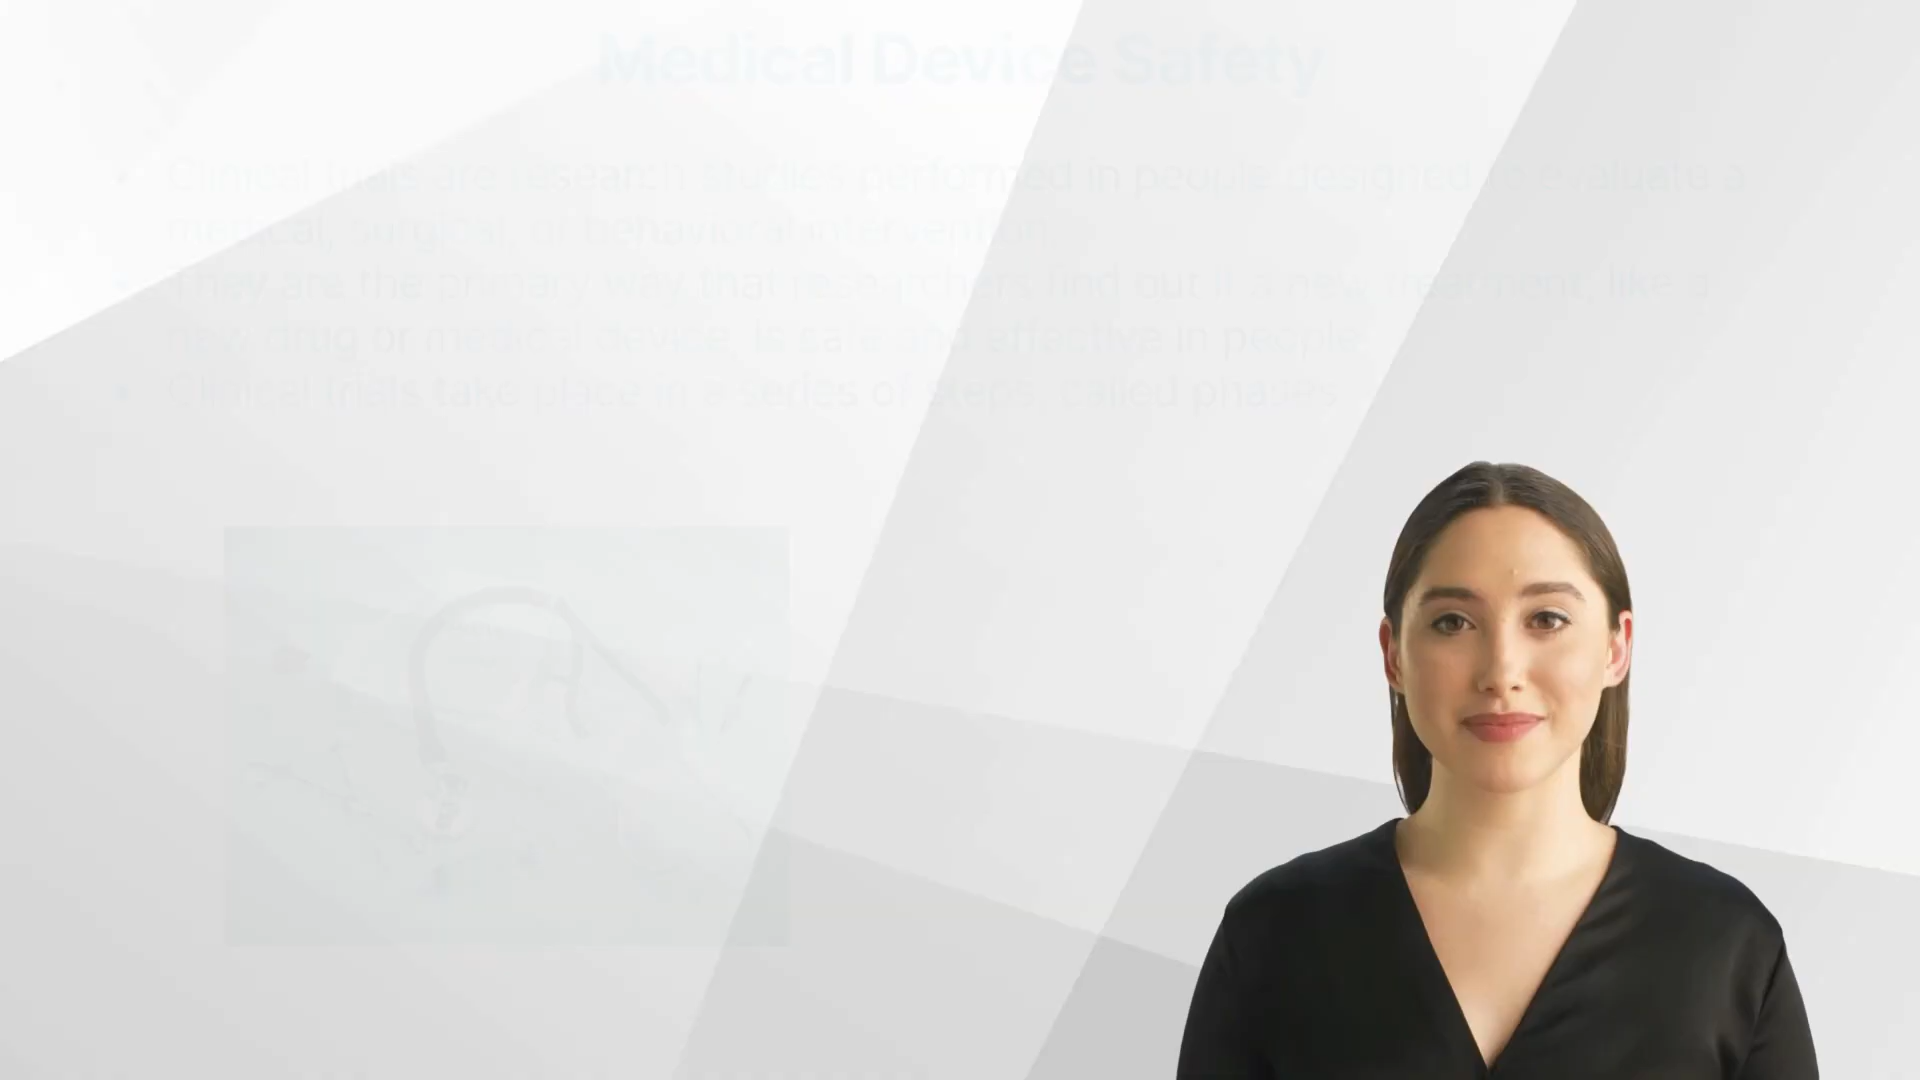 Medical Device Safety
• Clinical trials are research studies performed in people designed to evaluate a
medical, surgical, or behavioral intervention.
• They are the primary way that researchers find out if a new treatment, like a
new drug or medical device, is safe and effective in people.
• Clinical trials take place in a series of steps, called phases